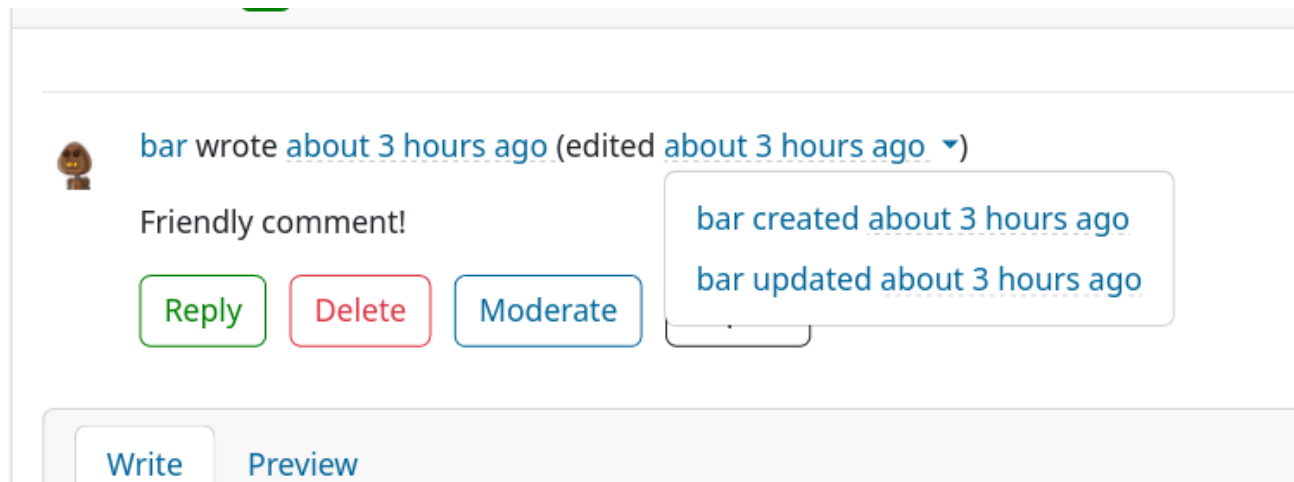 bar wrote about 3 hours ago (edited about 3 hours ago )
bar created about 3 hours ago
Friendly comment!
bar updated about 3 hours ago
Reply Delete Moderate
Write Preview